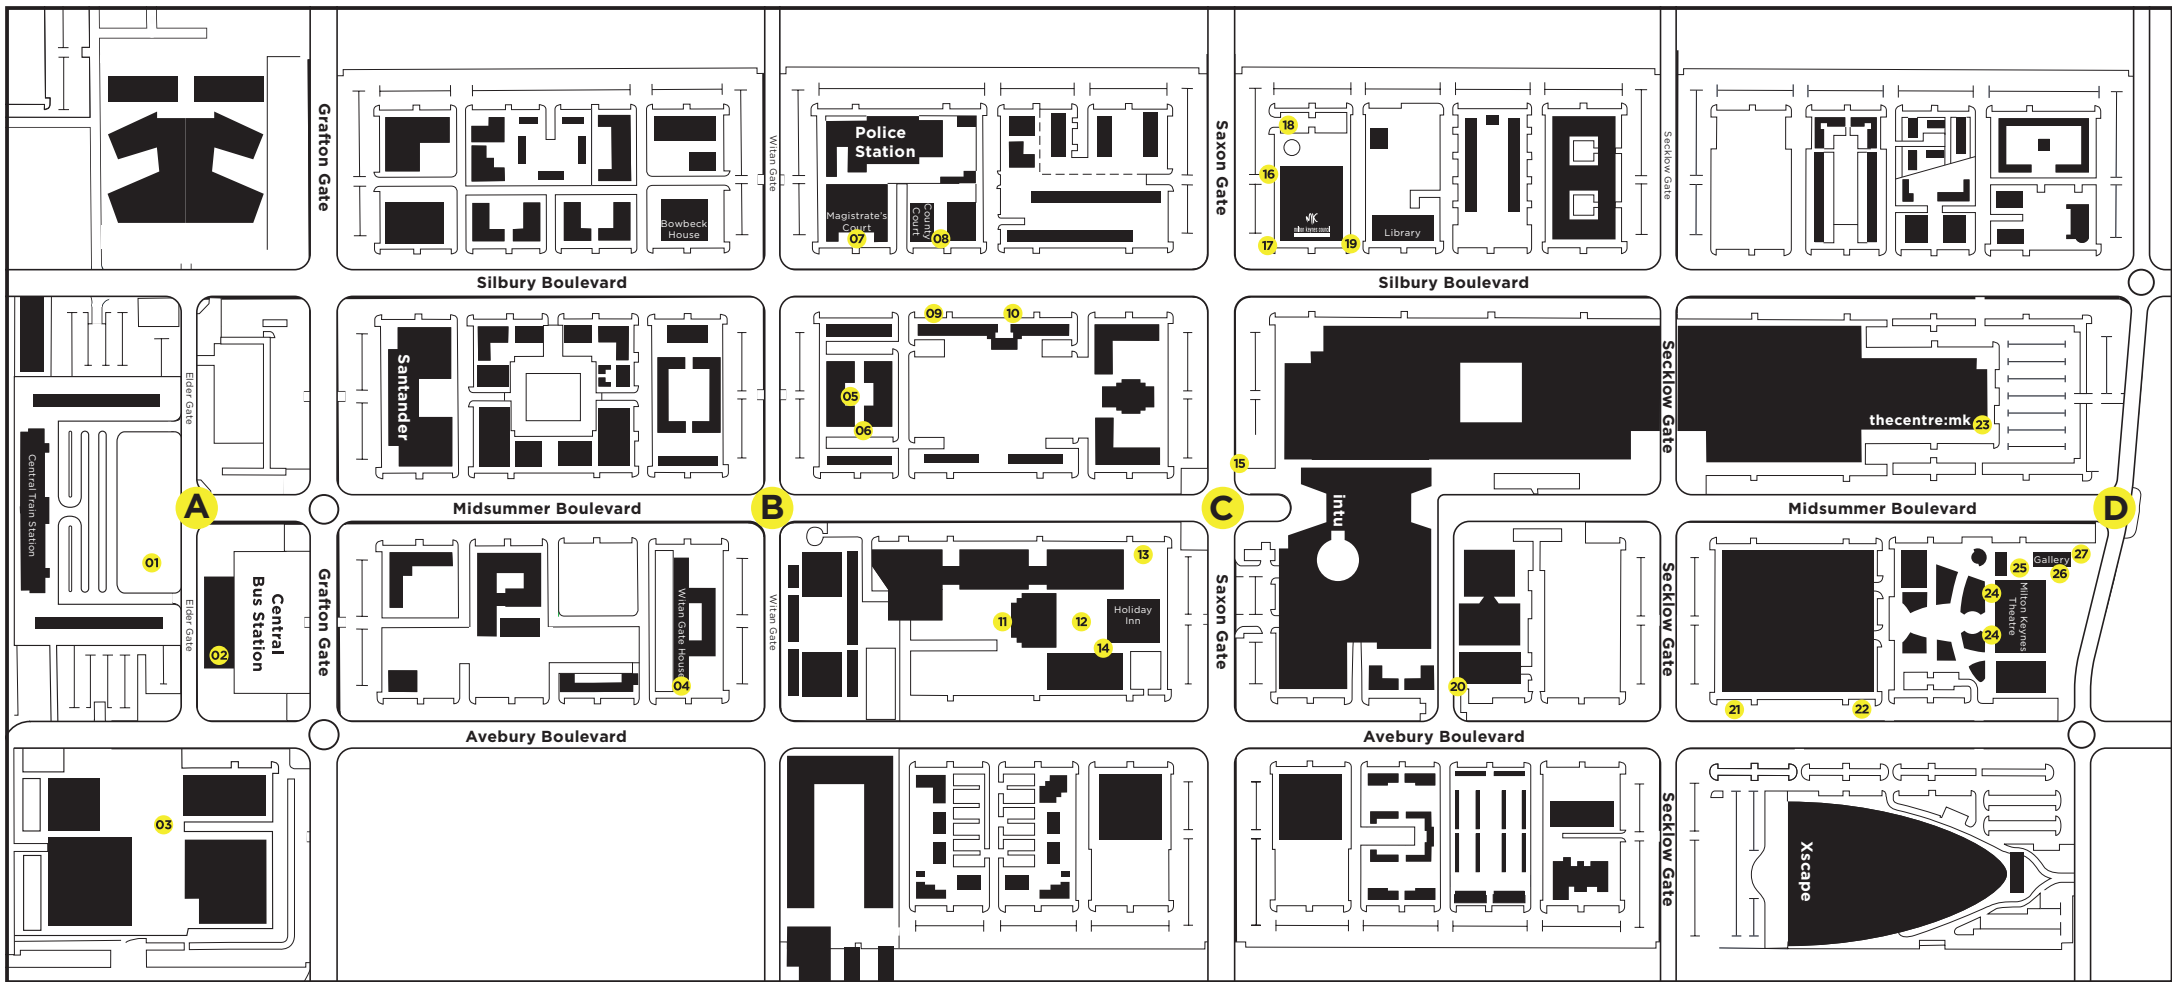 Grafton Gate
Witan Gate
Saxon Gate
Secklow Gate
Police
Station
Magistrate's
Court
07
County
Court
08
Bowbeck
House
18
16
17
19
MK
milton keynes council
Library
Silbury Boulevard
Silbury Boulevard
Elder Gate
Santander
09
10
05
06
15
Secklow Gate
thecentre:mk
23
Central Train Station
A
Midsummer Boulevard
B
C
intu
Midsummer Boulevard
D
01
Elder Gate
02
Central
Bus Station
Grafton Gate
Witan Gate House
04
Witan Gate
11
12
13
Holiday
Inn
14
Saxon Gate
20
Secklow Gate
21
22
24
24
25
Gallery
26
27
Milton Keynes
Theatre
Avebury Boulevard
Avebury Boulevard
03
Secklow Gate
Xscape